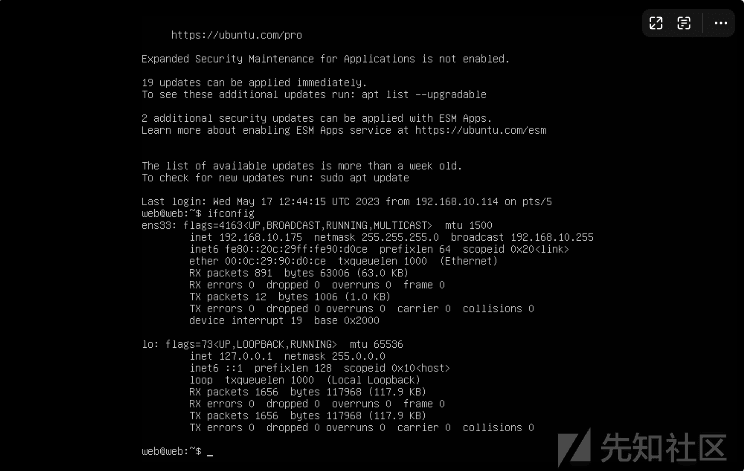 https://ubuntu.com/pro
Expanded Security Maintenance for Applications is not enabled.
19 updates can be applied immediately.
To see these additional updates run: apt list --upgradable
2 additional security updates can be applied with ESM Apps.
Learn more about enabling ESM Apps service at https://ubuntu.com/esm
The list of available updates is more than a week old.
To check for new updates run: sudo apt update
Last login: Wed May 17 12:44:15 UTC 2023 from 192.168.10.114 on pts/5
web@web:~$ ifconfig
ens33: flags=4163<UP,BROADCAST,RUNNING,MULTICAST>  mtu 1500
inet 192.168.10.175  netmask 255.255.255.0  broadcast 192.168.10.255
inet6 fe80::20c:29ff:fe90:d0ce  prefixlen 64  scopeid 0x20<link>
ether 00:0c:29:90:d0:ce  txqueuelen 1000  (Ethernet)
RX packets 891  bytes 63006 (63.0 KB)
RX errors 0  dropped 0  overruns 0  frame 0
TX packets 12  bytes 1006 (1.0 KB)
TX errors 0  dropped 0 overruns 0  carrier 0  collisions 0
device interrupt 19  base 0x2000
lo: flags=73<UP,LOOPBACK,RUNNING>  mtu 65536
inet 127.0.0.1  netmask 255.0.0.0
inet6 ::1  prefixlen 128  scopeid 0x10<host>
loop  txqueuelen 1000  (Local Loopback)
RX packets 1656  bytes 117968 (117.9 KB)
RX errors 0  dropped 0  overruns 0  frame 0
TX packets 1656  bytes 117968 (117.9 KB)
TX errors 0  dropped 0 overruns 0  carrier 0  collisions 0
web@web:~$ _
先知社区